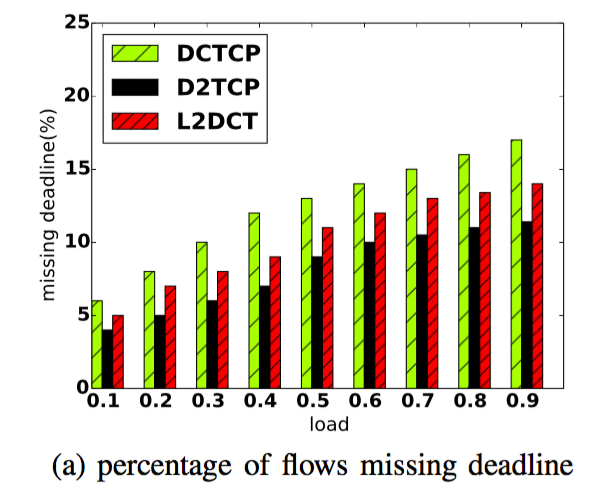 25
20
15
10
5
0
missing deadline(%)
DCTCP
D2TCP
L2DCT
0.1 0.2 0.3 0.4 0.5 0.6 0.7 0.8 0.9
load
(a) percentage of flows missing deadline